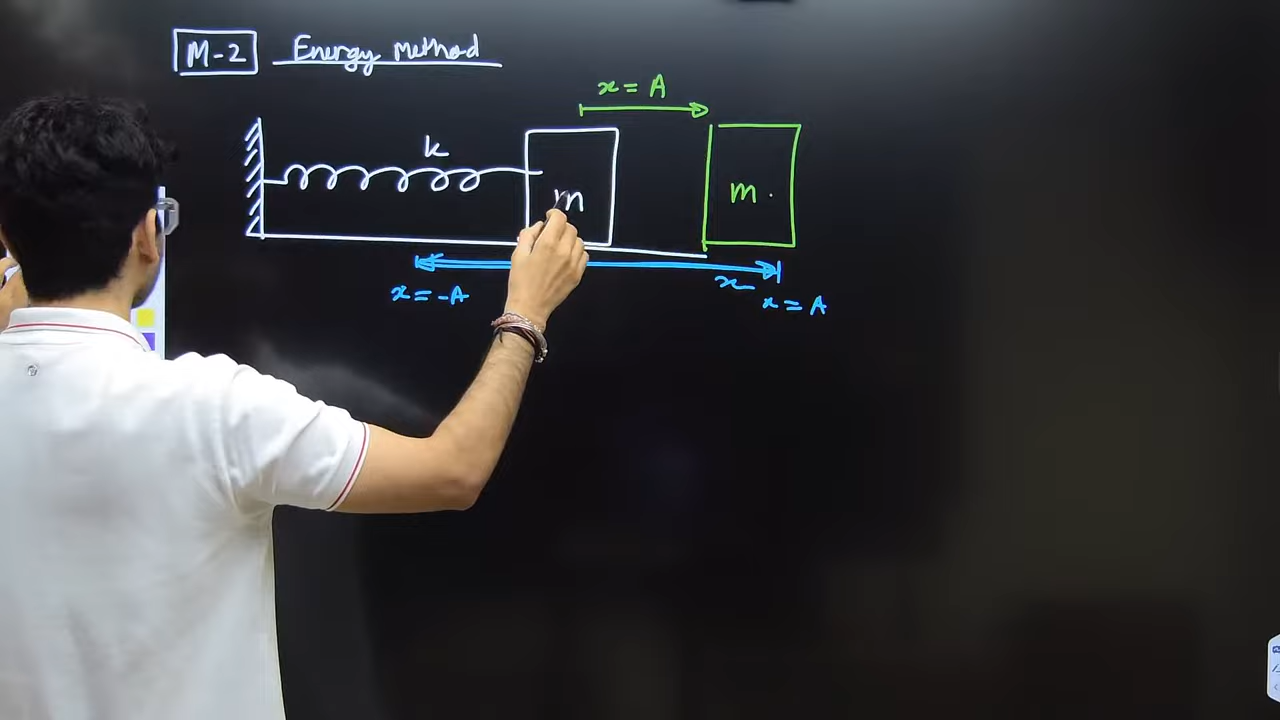 M-2 Energy Method
x = A
k
m
m
x
x = -A
x = A